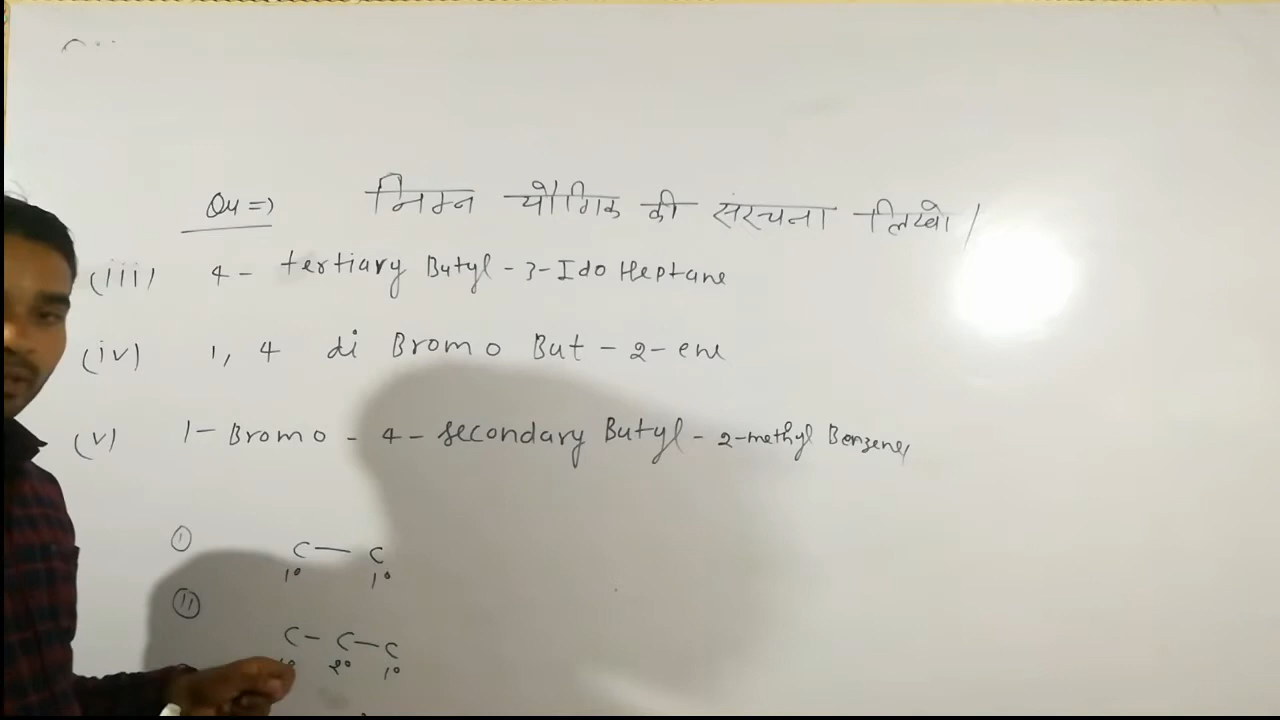 Qu ⇒ निम्न यौगिक की संरचना लिखो।
(iii) 4 - tertiary Butyl - 3 - Ido Heptane
(iv) 1, 4 di Bromo But - 2 - ene
(v) 1 - Bromo - 4 - secondary Butyl - 2 - methyl Benzene
① C — C
1° 1°
② C - C - C
1° 2° 1°